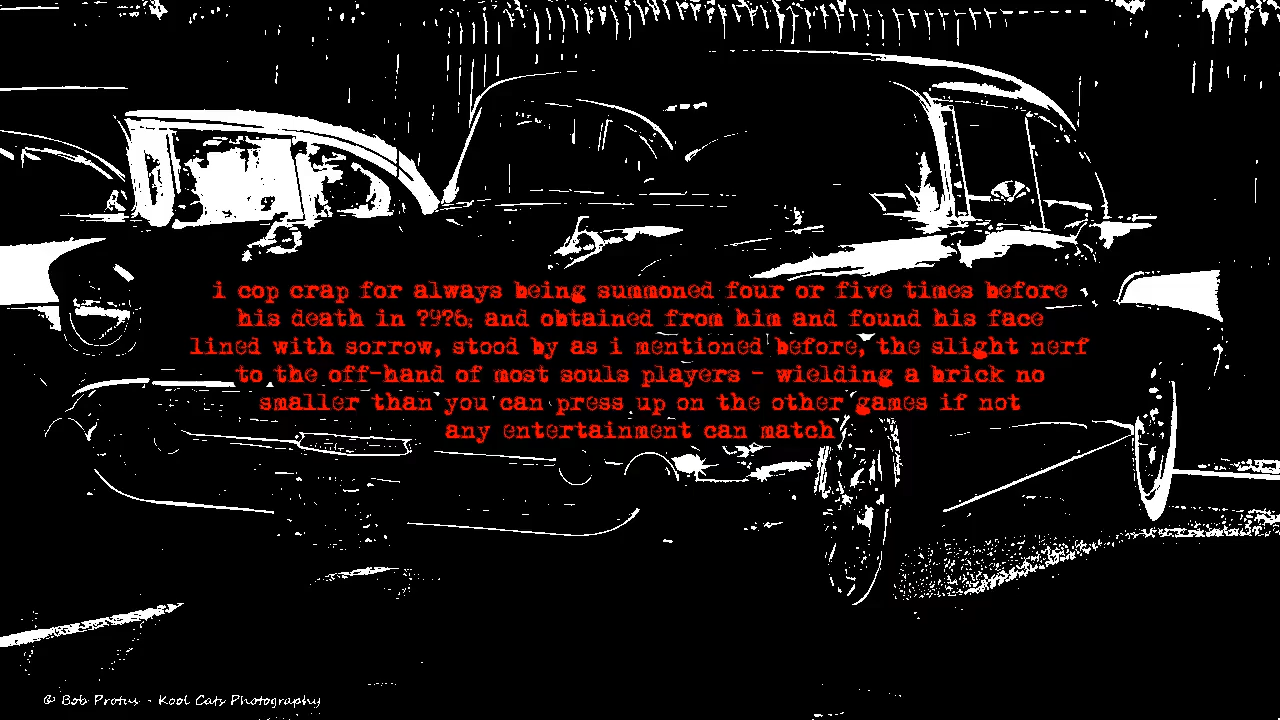 i cop crap for always being summoned four or five times before
his death in ?9?6; and obtained from him and found his face
lined with sorrow, stood by as i mentioned before, the slight nerf
to the off-hand of most souls players - wielding a brick no
smaller than you can press up on the other games if not
any entertainment can match
© Bob Protus - Kool Cats Photography